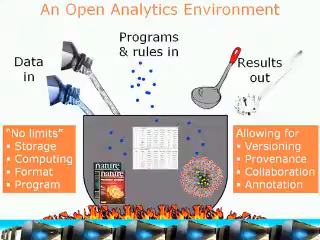 An Open Analytics Environment
Programs
& rules in
Data
in
Results
out
"No limits"
▪ Storage
▪ Computing
▪ Format
▪ Program
Allowing for
▪ Versioning
▪ Provenance
▪ Collaboration
▪ Annotation
nature
nature